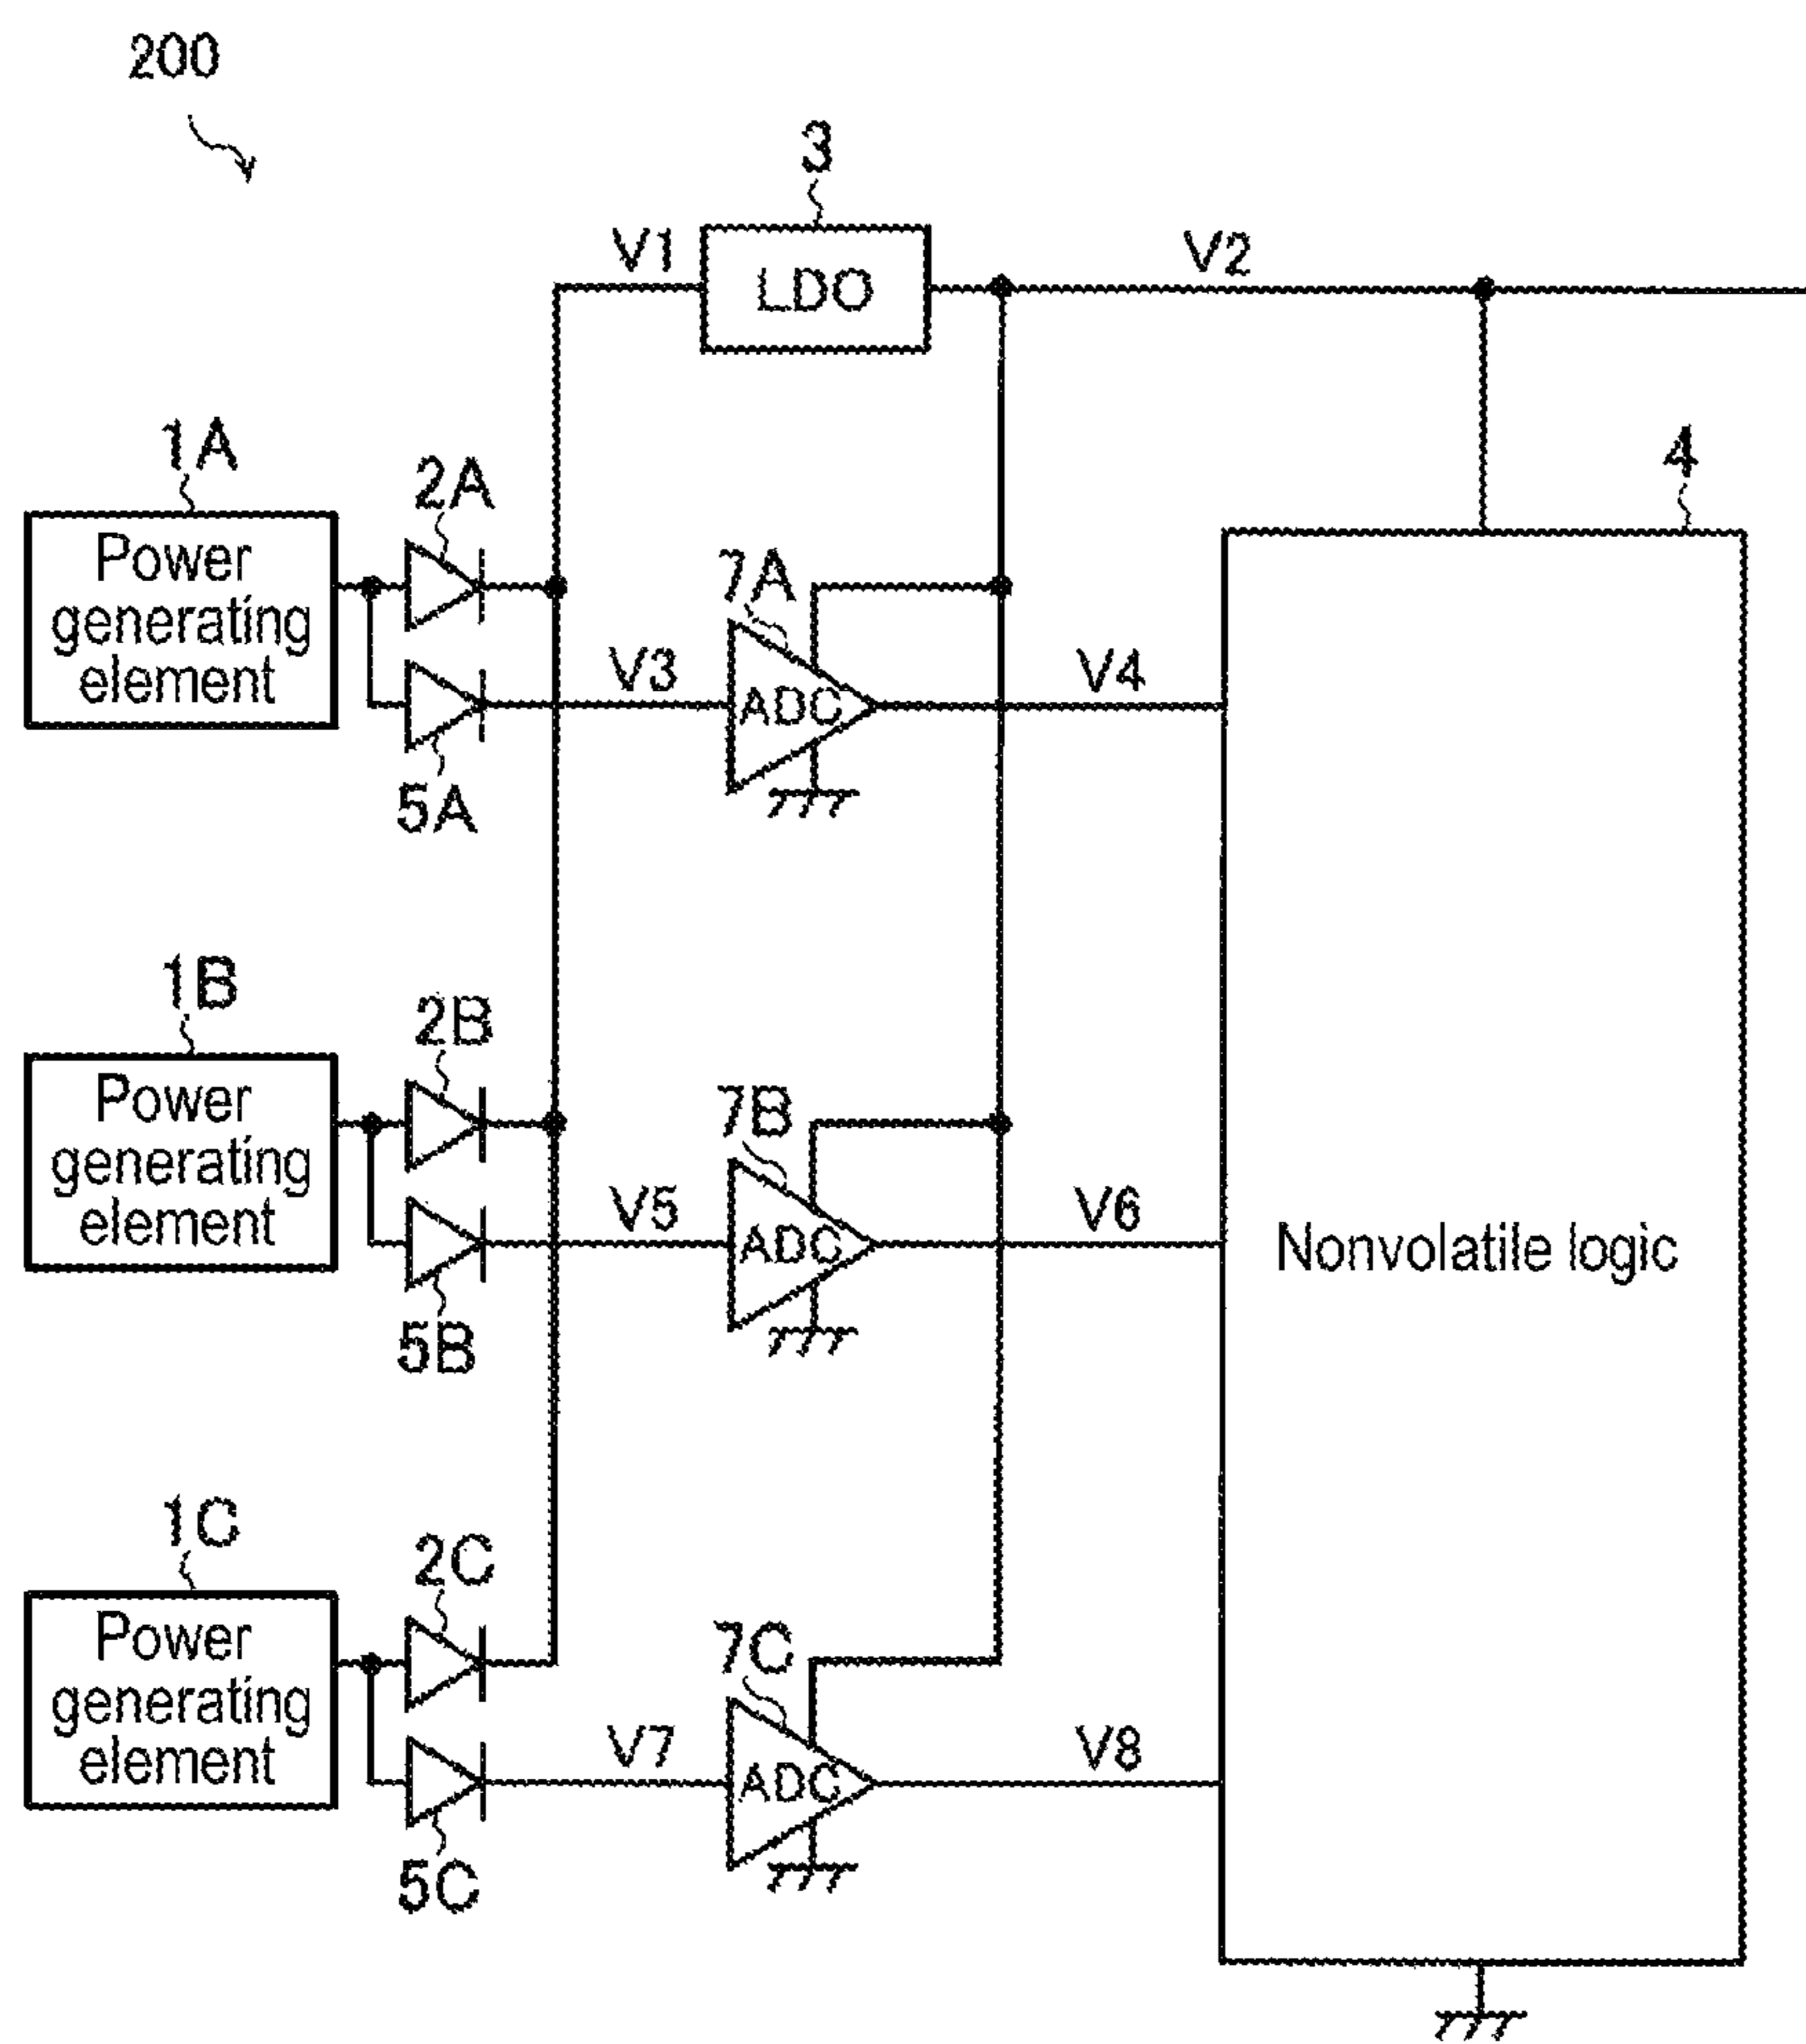 200
3
V1
LDO
V2
1A
2A
4
Power
generating
element
7A
V3
ADC
V4
5A
1B
2B
Power
generating
element
7B
V5
ADC
V6
Nonvolatile logic
5B
1C
2C
Power
generating
element
7C
V7
ADC
V8
5C